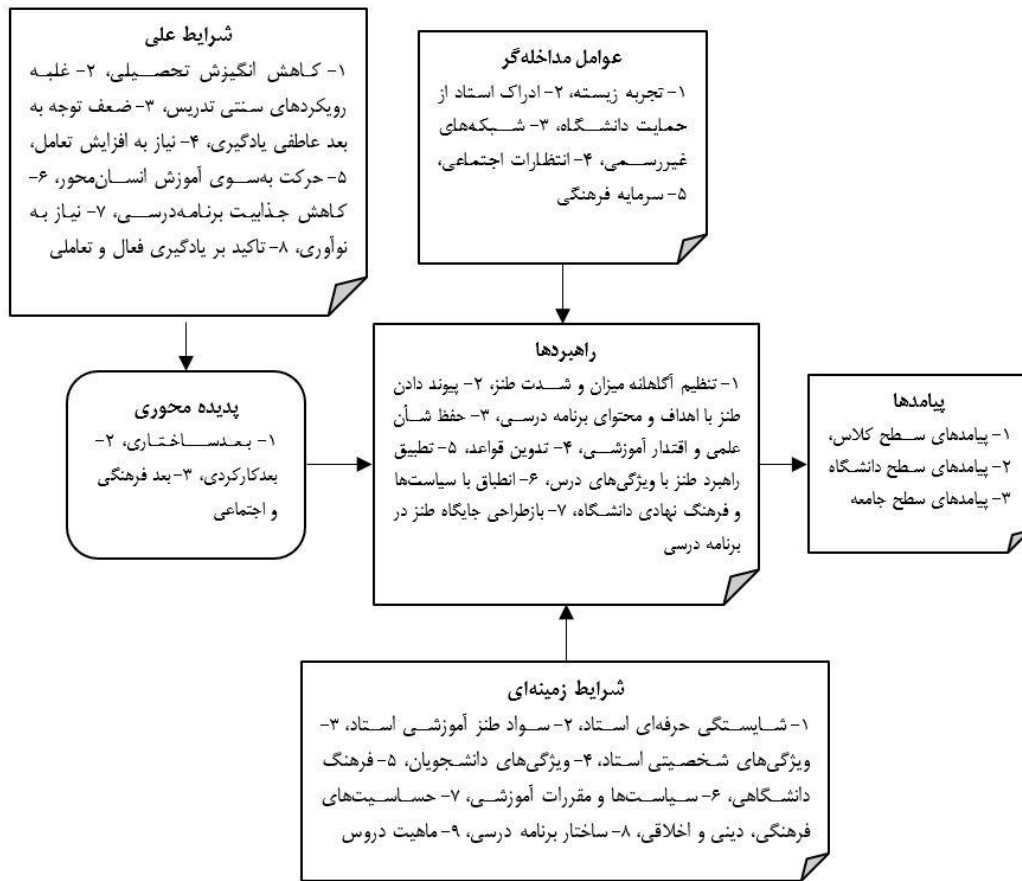 شرایط علی
۱- کاهش انگیزش تحصیلی، ۲- غلبه
رویکردهای سنتی تدریس، ۳- ضعف توجه به
بعد عاطفی یادگیری، ۴- نیاز به افزایش تعامل،
۵- حرکت به‌سوی آموزش انسان‌محور، ۶-
کاهش جذابیت برنامه‌درسی، ۷- نیاز به
نوآوری، ۸- تاکید بر یادگیری فعال و تعاملی
عوامل مداخله‌گر
۱- تجربه زیسته، ۲- ادراک استاد از
حمایت دانشگاه، ۳- شبکه‌های
غیررسمی، ۴- انتظارات اجتماعی،
۵- سرمایه فرهنگی
پدیده محوری
۱- بعدساختاری، ۲-
بعدکارکردی، ۳- بعد فرهنگی
و اجتماعی
راهبردها
۱- تنظیم آگاهانه میزان و شدت طنز، ۲- پیوند دادن
طنز با اهداف و محتوای برنامه درسی، ۳- حفظ شأن
علمی و اقتدار آموزشی، ۴- تدوین قواعد، ۵- تطبیق
راهبرد طنز با ویژگی‌های درس، ۶- انطباق با سیاست‌ها
و فرهنگ نهادی دانشگاه، ۷- بازطراحی جایگاه طنز در
برنامه درسی
پیامدها
۱- پیامدهای سطح کلاس،
۲- پیامدهای سطح دانشگاه
۳- پیامدهای سطح جامعه
شرایط زمینه‌ای
۱- شایستگی حرفه‌ای استاد، ۲- سواد طنز آموزشی استاد، ۳-
ویژگی‌های شخصیتی استاد، ۴- ویژگی‌های دانشجویان، ۵- فرهنگ
دانشگاهی، ۶- سیاست‌ها و مقررات آموزشی، ۷- حساسیت‌های
فرهنگی، دینی و اخلاقی، ۸- ساختار برنامه درسی، ۹- ماهیت دروس